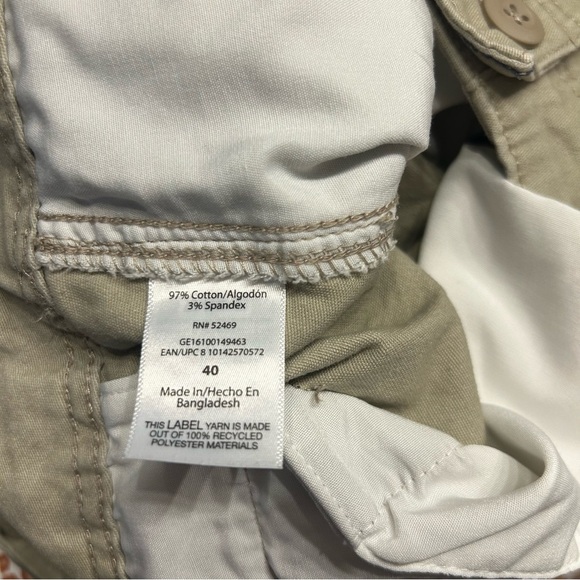 97% Cotton/Algodón
3% Spandex
RN# 52469
GE16100149463
EAN/UPC 8 10142570572
40
Made In/Hecho En
Bangladesh
THIS LABEL YARN IS MADE
OUT OF 100% RECYCLED
POLYESTER MATERIALS